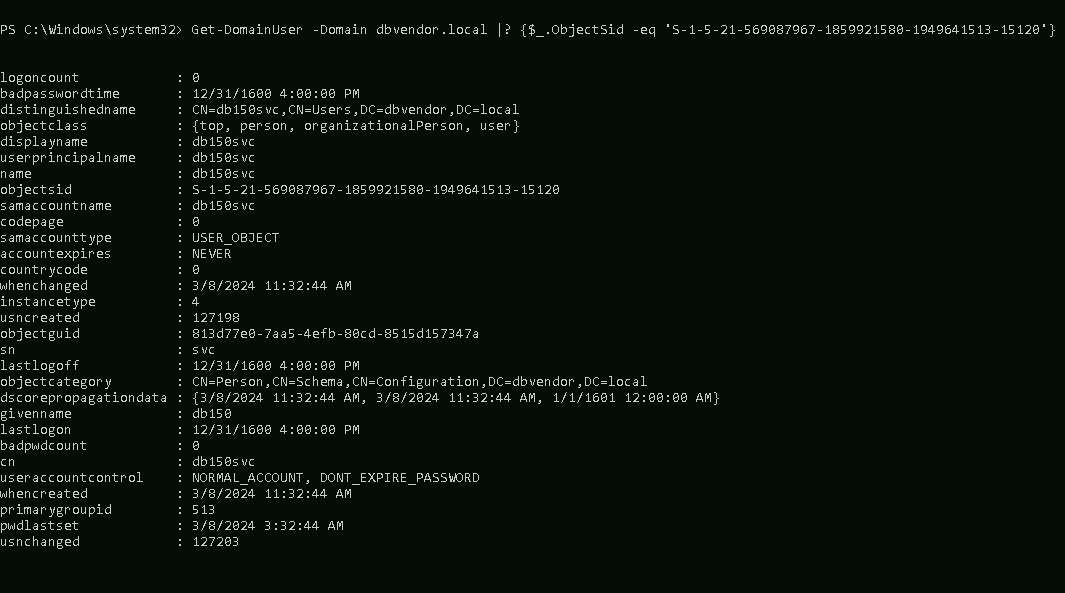 PS C:\Windows\system32> Get-DomainUser -Domain dbvendor.local |? {$_.ObjectSid -eq 'S-1-5-21-569087967-1859921580-1949641513-15120'}
logoncount : 0
badpasswordtime : 12/31/1600 4:00:00 PM
distinguishedname : CN=db150svc,CN=Users,DC=dbvendor,DC=local
objectclass : {top, person, organizationalPerson, user}
displayname : db150svc
userprincipalname : db150svc
name : db150svc
objectsid : S-1-5-21-569087967-1859921580-1949641513-15120
samaccountname : db150svc
codepage : 0
samaccounttype : USER_OBJECT
accountexpires : NEVER
countrycode : 0
whenchanged : 3/8/2024 11:32:44 AM
instancetype : 4
usncreated : 127198
objectguid : 813d77e0-7aa5-4efb-80cd-8515d157347a
sn : svc
lastlogoff : 12/31/1600 4:00:00 PM
objectcategory : CN=Person,CN=Schema,CN=Configuration,DC=dbvendor,DC=local
dscorepropagationdata : {3/8/2024 11:32:44 AM, 3/8/2024 11:32:44 AM, 1/1/1601 12:00:00 AM}
givenname : db150
lastlogon : 12/31/1600 4:00:00 PM
badpwdcount : 0
cn : db150svc
useraccountcontrol : NORMAL_ACCOUNT, DONT_EXPIRE_PASSWORD
whencreated : 3/8/2024 11:32:44 AM
primarygroupid : 513
pwdlastset : 3/8/2024 3:32:44 AM
usnchanged : 127203